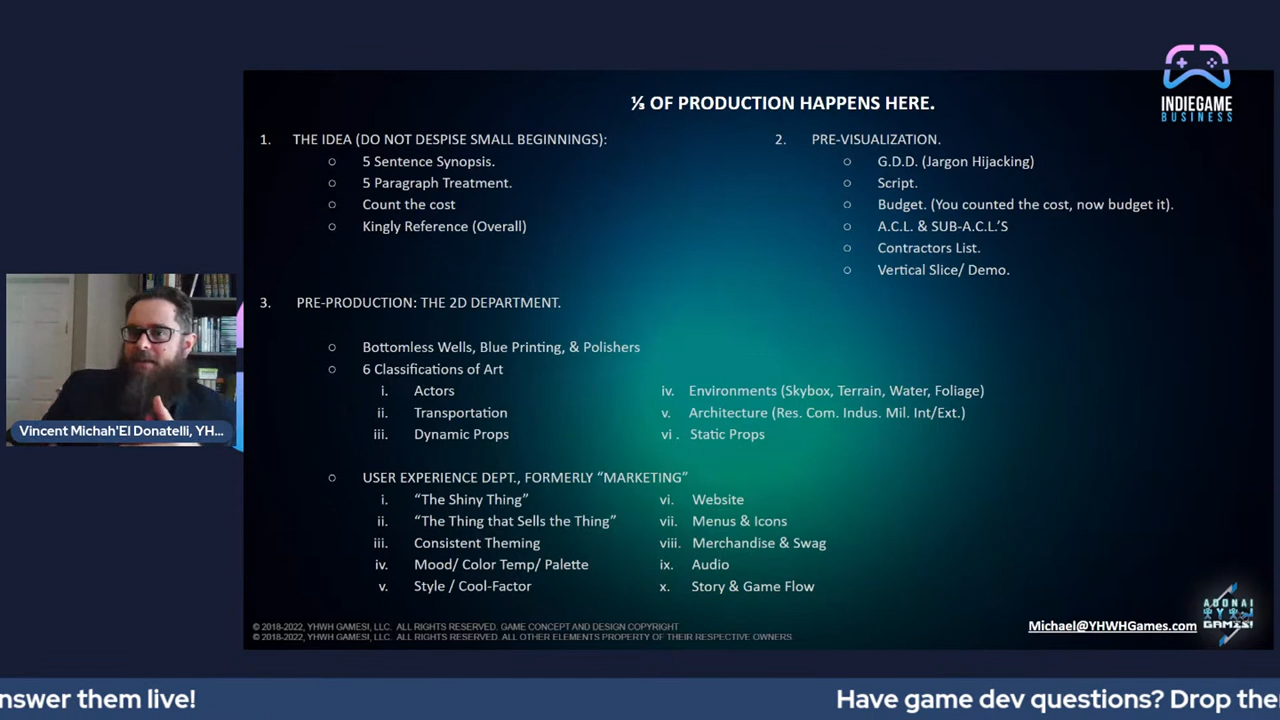 INDIEGAME
BUSINESS
⅓ OF PRODUCTION HAPPENS HERE.
1. THE IDEA (DO NOT DESPISE SMALL BEGINNINGS):
○ 5 Sentence Synopsis.
○ 5 Paragraph Treatment.
○ Count the cost
○ Kingly Reference (Overall)
2. PRE-VISUALIZATION.
○ G.D.D. (Jargon Hijacking)
○ Script.
○ Budget. (You counted the cost, now budget it).
○ A.C.L. & SUB-A.C.L.'S
○ Contractors List.
○ Vertical Slice/ Demo.
3. PRE-PRODUCTION: THE 2D DEPARTMENT.
○ Bottomless Wells, Blue Printing, & Polishers
○ 6 Classifications of Art
i. Actors
ii. Transportation
iii. Dynamic Props
iv. Environments (Skybox, Terrain, Water, Foliage)
v. Architecture (Res. Com. Indus. Mil. Int/Ext.)
vi . Static Props
○ USER EXPERIENCE DEPT., FORMERLY “MARKETING”
i. “The Shiny Thing”
ii. “The Thing that Sells the Thing”
iii. Consistent Theming
iv. Mood/ Color Temp/ Palette
v. Style / Cool-Factor
vi. Website
vii. Menus & Icons
viii. Merchandise & Swag
ix. Audio
x. Story & Game Flow
Vincent Michah'El Donatelli, YH...
© 2018-2022, YHWH GAMESI, LLC. ALL RIGHTS RESERVED. GAME CONCEPT AND DESIGN COPYRIGHT
© 2018-2022, YHWH GAMESI, LLC. ALL RIGHTS RESERVED. ALL OTHER ELEMENTS PROPERTY OF THEIR RESPECTIVE OWNERS
Michael@YHWHGames.com
ADONAI
GAMESI
nswer them live!
Have game dev questions? Drop the